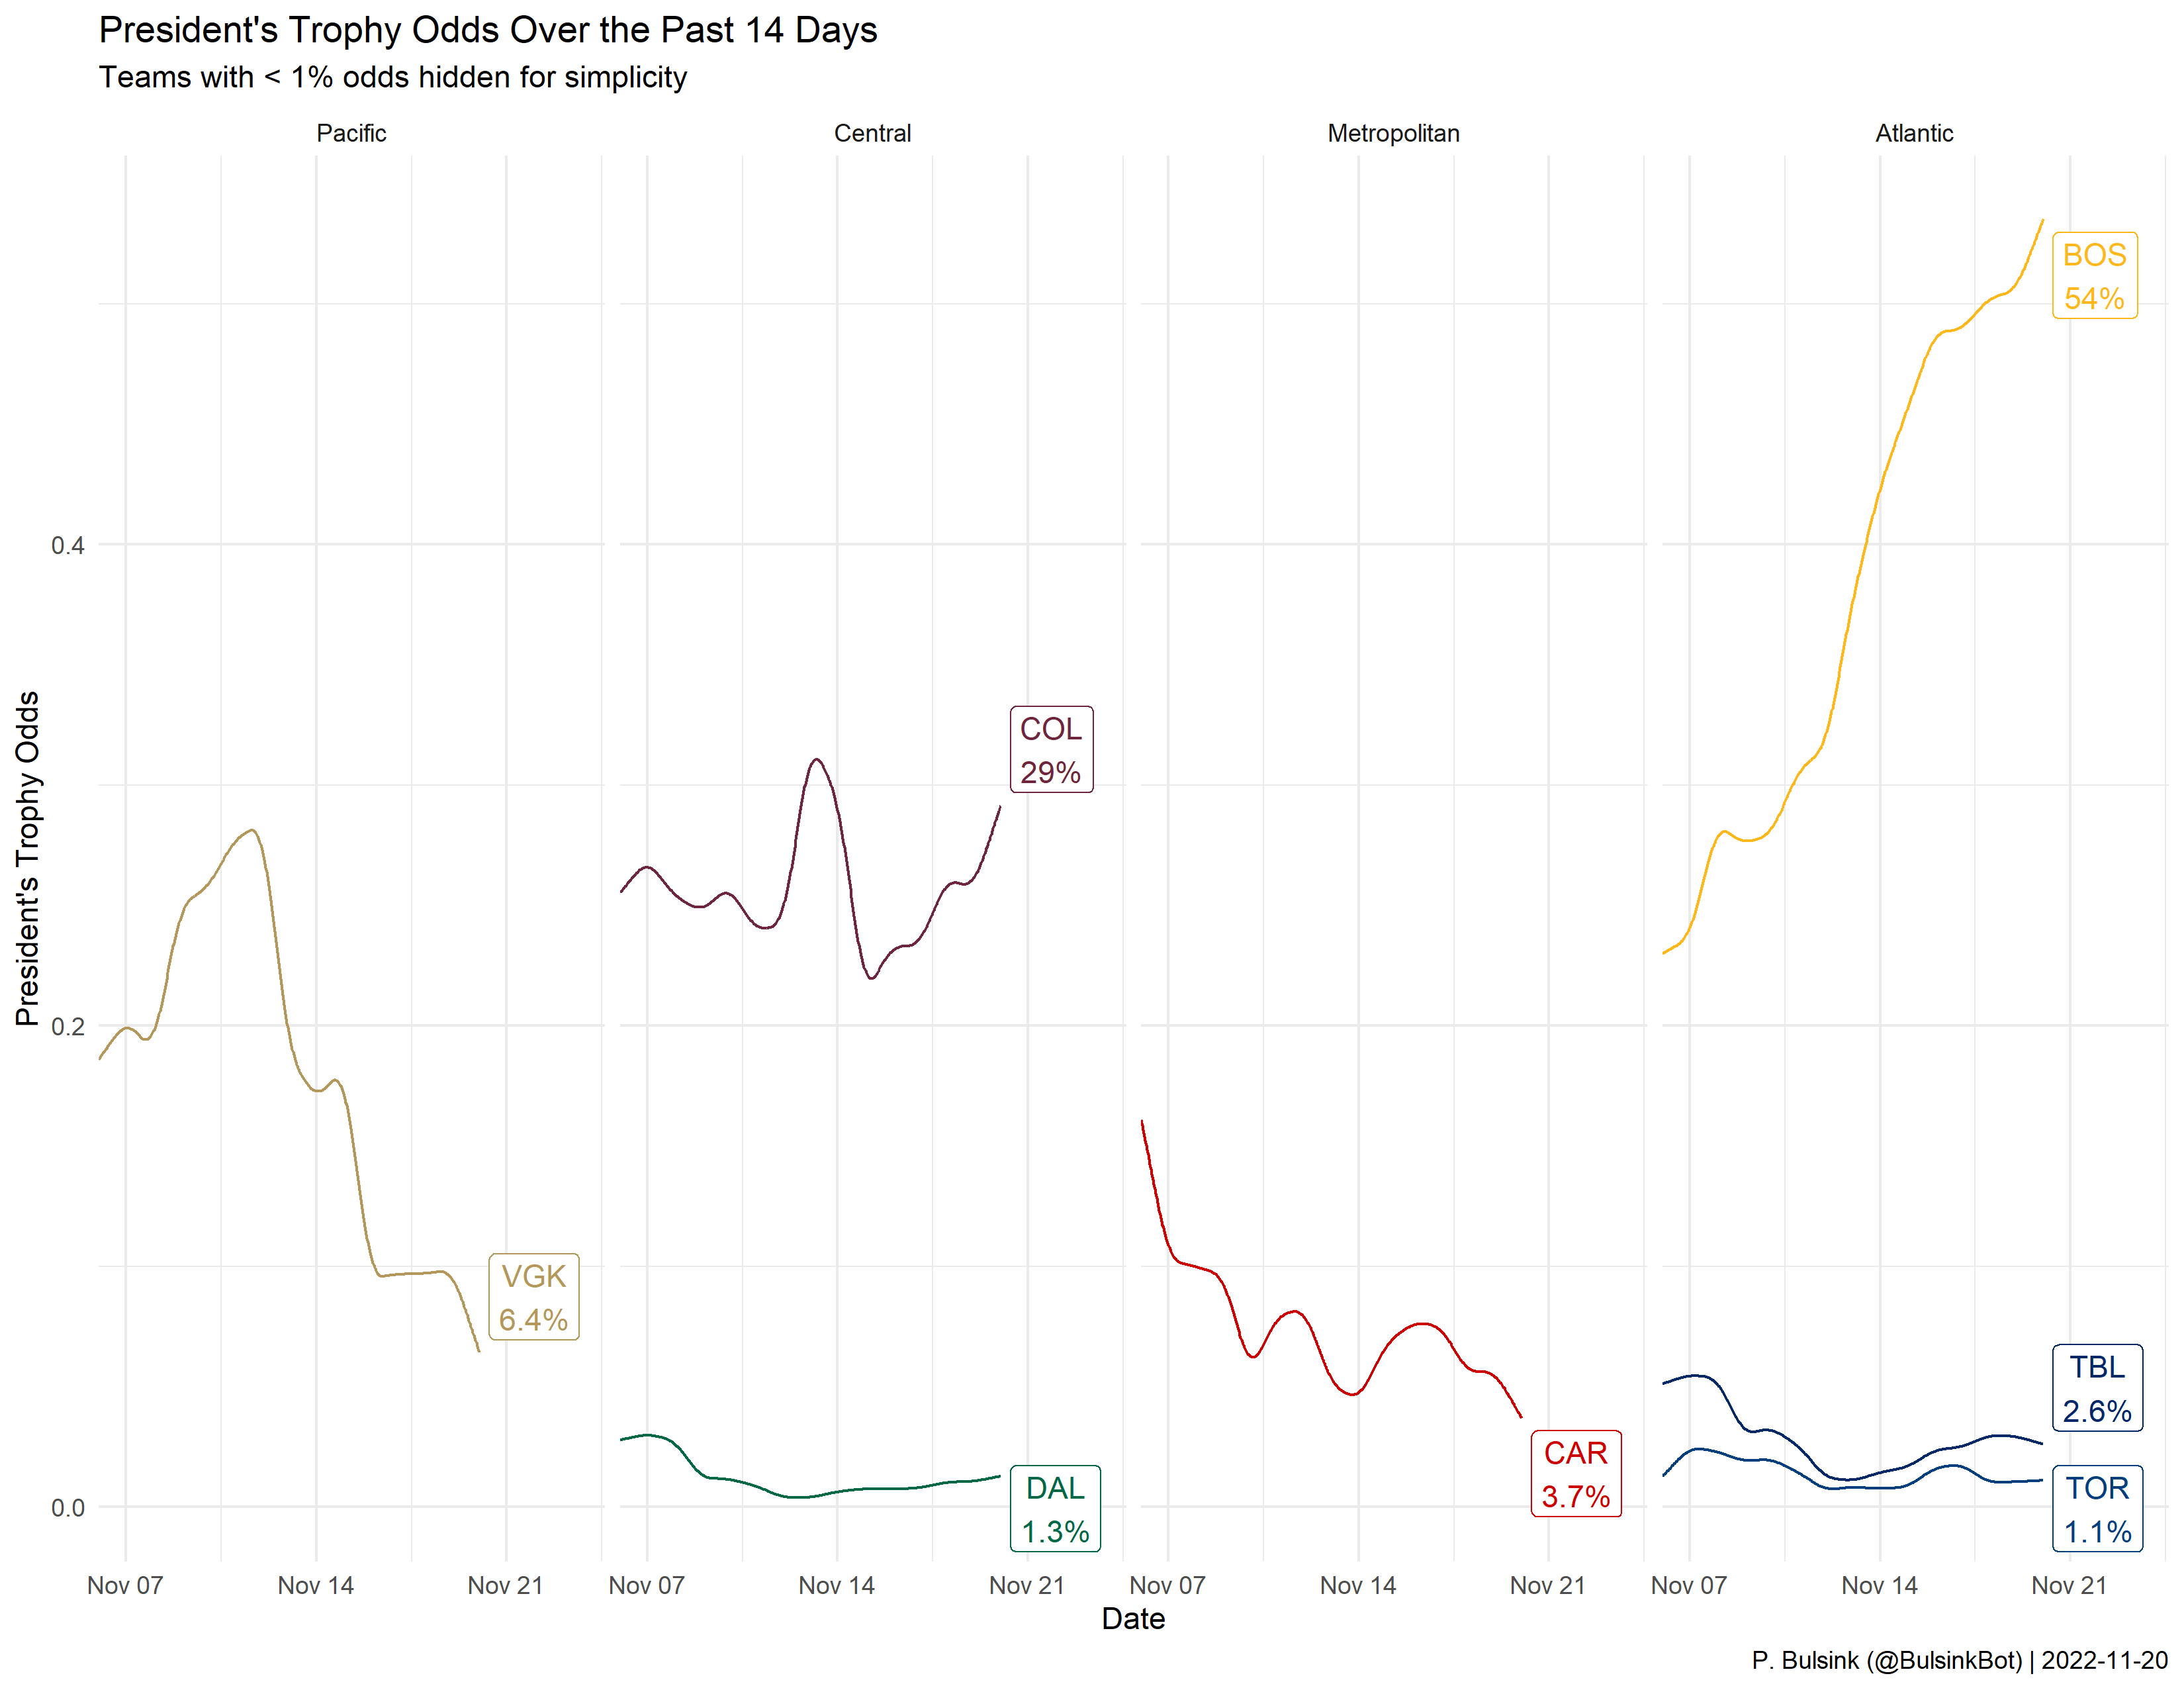 President's Trophy Odds Over the Past 14 Days
Teams with < 1% odds hidden for simplicity
Pacific
Central
Metropolitan
Atlantic
President's Trophy Odds
0.4
0.2
0.0
VGK
6.4%
COL
29%
DAL
1.3%
CAR
3.7%
BOS
54%
TBL
2.6%
TOR
1.1%
Nov 07
Nov 14
Nov 21
Nov 07
Nov 14
Nov 21
Nov 07
Nov 14
Nov 21
Nov 07
Nov 14
Nov 21
Date
P. Bulsink (@BulsinkBot) | 2022-11-20